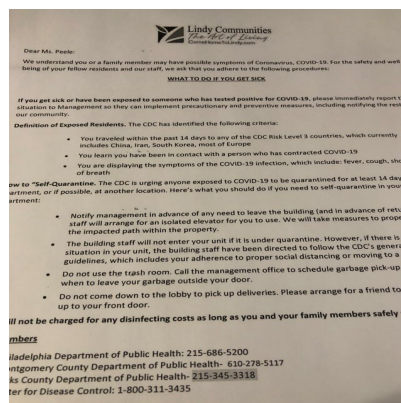 Lindy Communities
The Art of Living
#ComeHomeToLindy.com
Dear Ms. Peele:
We understand you or a family member may have possible symptoms of Coronavirus, COVID-19. For the safety and well
being of your fellow residents and our staff, we ask that you adhere to the following procedures:
WHAT TO DO IF YOU GET SICK
If you get sick or have been exposed to someone who has tested positive for COVID-19, please immediately report t
situation to Management so they can implement precautionary and preventive measures, including notifying the rest
our community.
Definition of Exposed Residents. The CDC has identified the following criteria:
• You traveled within the past 14 days to any of the CDC Risk Level 3 countries, which currently
includes China, Iran, South Korea, most of Europe
• You learn you have been in contact with a person who has contracted COVID-19
• You are displaying the symptoms of the COVID-19 infection, which include: fever, cough, sho
of breath
ow to "Self-Quarantine. The CDC is urging anyone exposed to COVID-19 to be quarantined for at least 14 day
artment, or if possible, at another location. Here's what you should do if you need to self-quarantine in you
artment:
• Notify management in advance of any need to leave the building (and in advance of retu
staff will arrange for an isolated elevator for you to use. We will take measures to prope
the impacted path within the property.
• The building staff will not enter your unit if it is under quarantine. However, if there is
situation in your unit, the building staff have been directed to follow the CDC's genera
guidelines, which includes your adherence to proper social distancing or moving to a
• Do not use the trash room. Call the management office to schedule garbage pick-up
when to leave your garbage outside your door.
• Do not come down to the lobby to pick up deliveries. Please arrange for a friend to
up to your front door.
ill not be charged for any disinfecting costs as long as you and your family members safely
mbers
iladelphia Department of Public Health: 215-686-5200
ontgomery County Department of Public Health- 610-278-5117
ks County Department of Public Health- 215-345-3318
ter for Disease Control: 1-800-311-3435